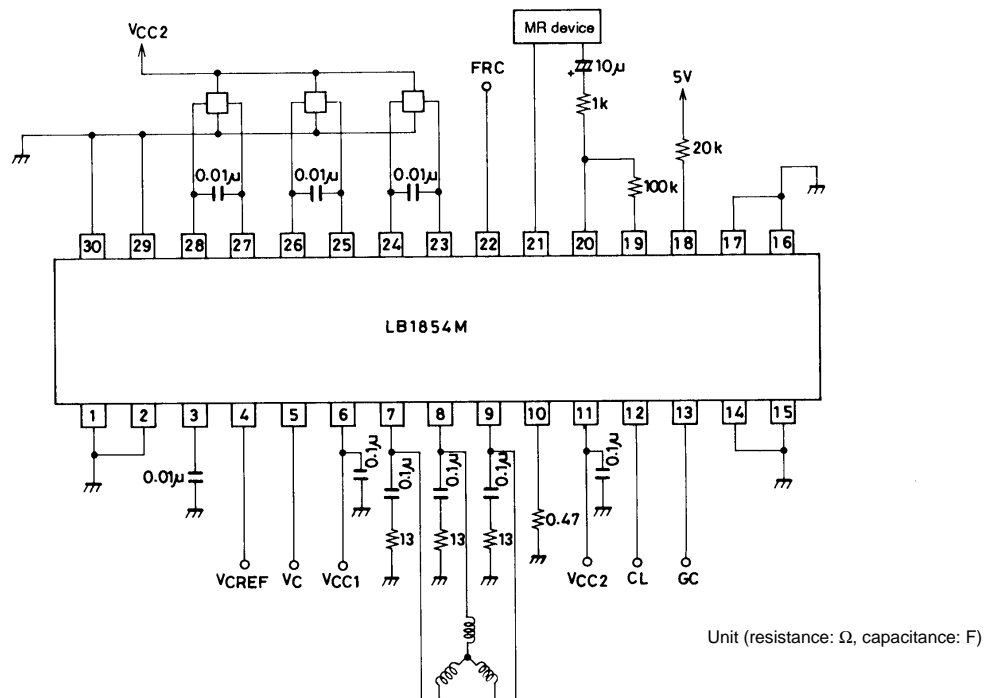 VCC2
MR device
FRC
+ 10μ
5V
1k
20k
0.01μ 0.01μ 0.01μ
100k
30 29 28 27 26 25 24 23 22 21 20 19 18 17 16
LB1854M
1 2 3 4 5 6 7 8 9 10 11 12 13 14 15
0.1μ 0.1μ 0.1μ 0.1μ 0.1μ
0.01μ
13 13 13 0.47
VCREF VC VCC1 VCC2 CL GC
Unit (resistance: Ω, capacitance: F)